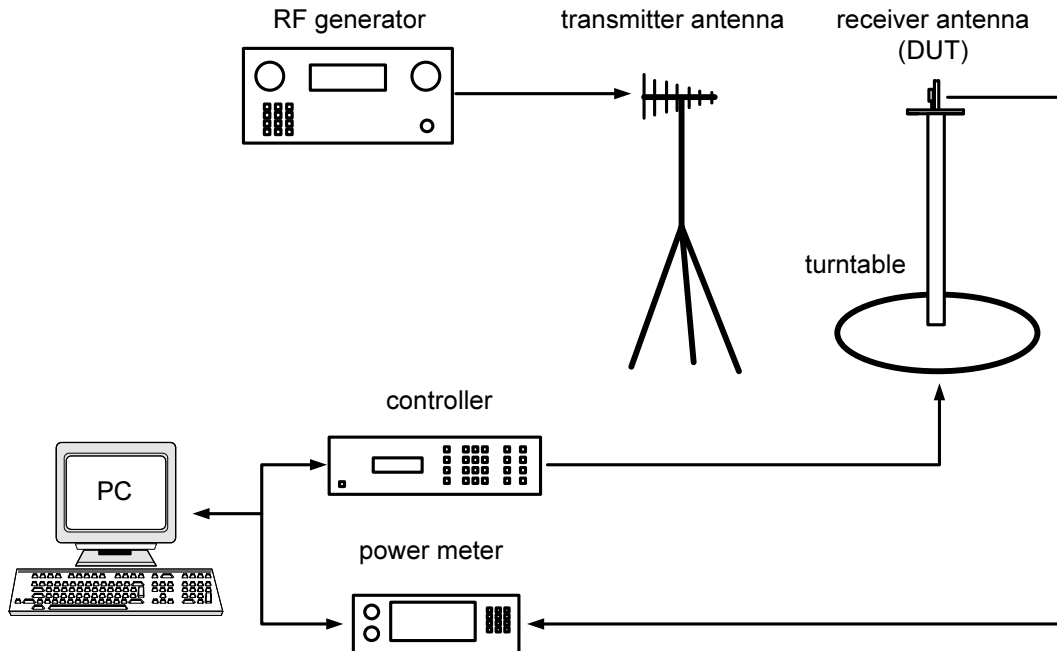 RF generator
transmitter antenna
receiver antenna
(DUT)
turntable
controller
PC
power meter